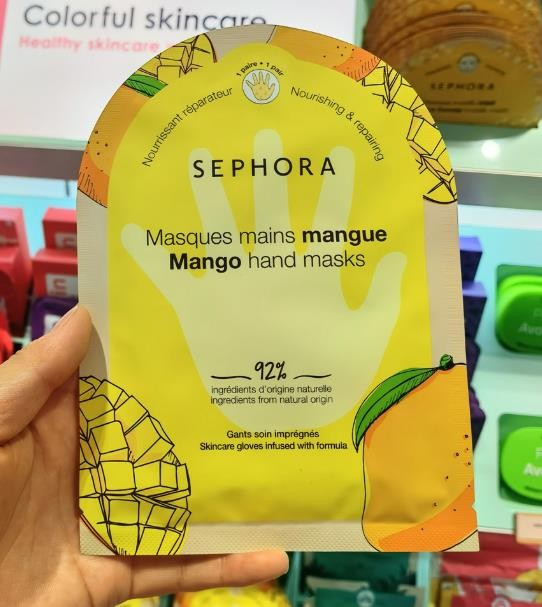 Colorful skincare
Healthy skincare
1 paire • 1 pair
Nourrissant réparateur
Nourishing & repairing
SEPHORA
Masques mains mangue
Mango hand masks
92%
ingrédients d'origine naturelle
ingredients from natural origin
Gants soin imprégnés
Skincare gloves infused with formula
SEPHORA